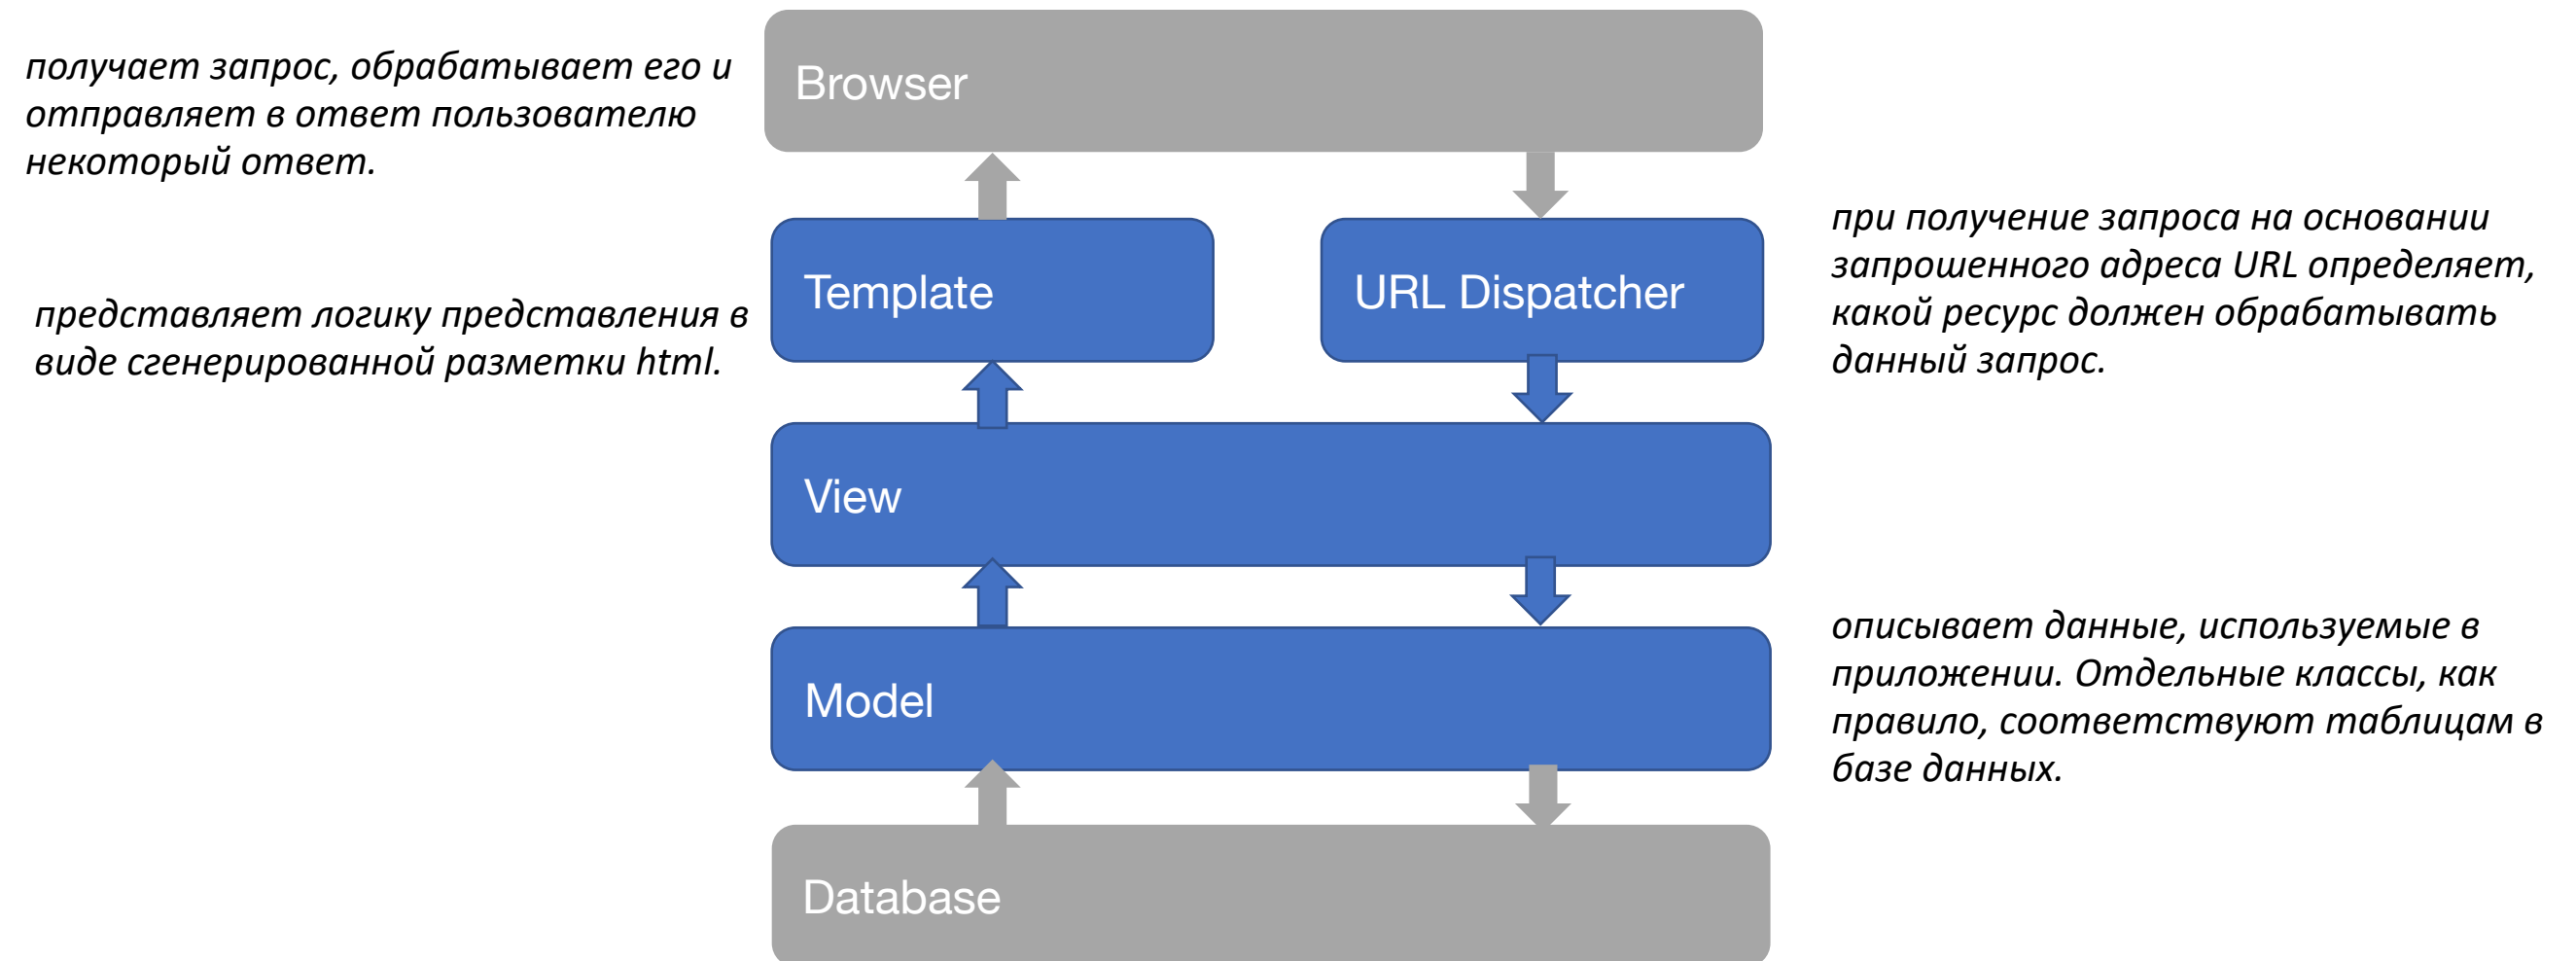 получает запрос, обрабатывает его и
отправляет в ответ пользователю
некоторый ответ.
Browser
представляет логику представления в
виде сгенерированной разметки html.
Template
URL Dispatcher
при получение запроса на основании
запрошенного адреса URL определяет,
какой ресурс должен обрабатывать
данный запрос.
View
Model
описывает данные, используемые в
приложении. Отдельные классы, как
правило, соответствуют таблицам в
базе данных.
Database